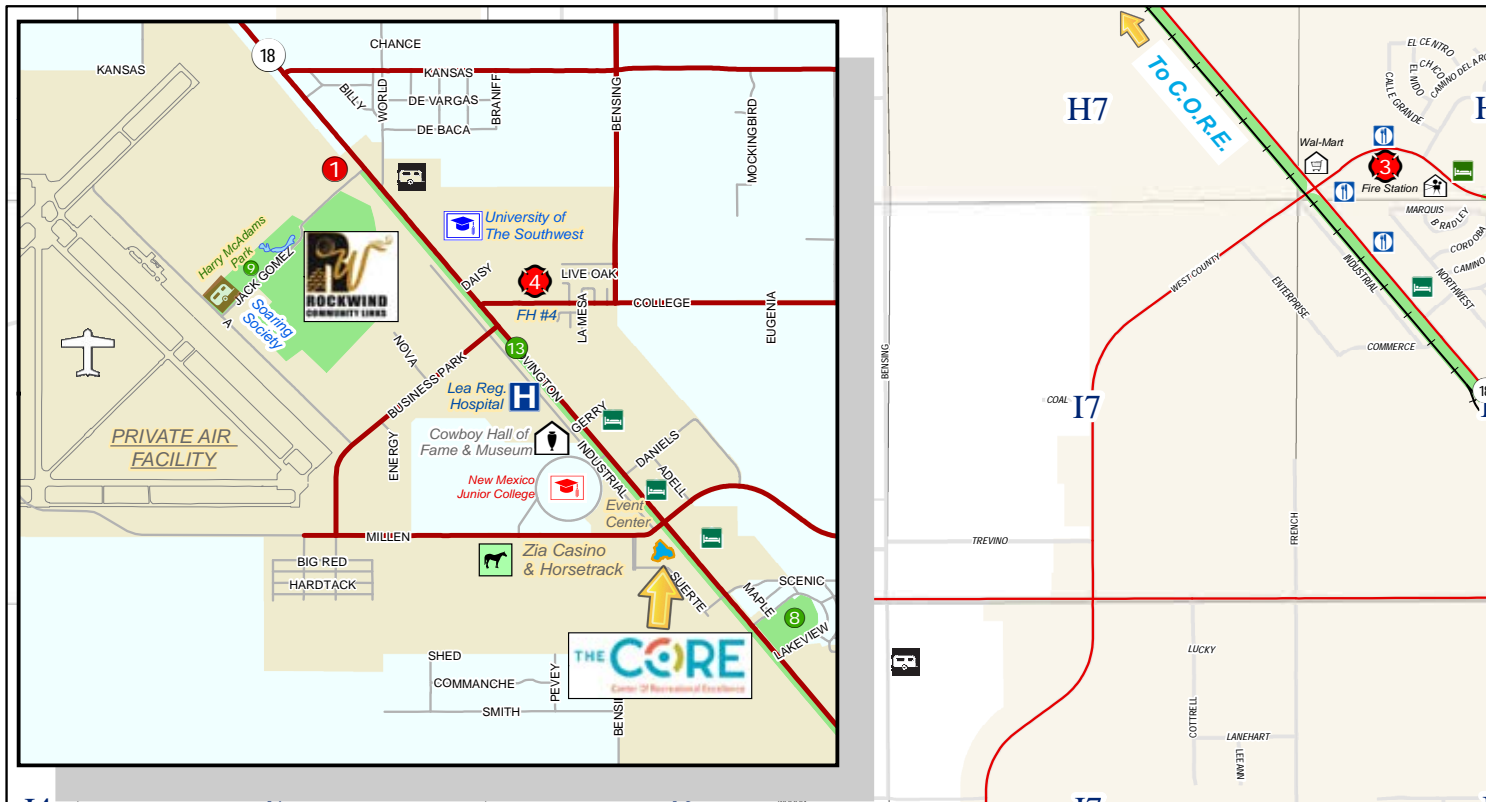 18
CHANCE
KANSAS
KANSAS
BILLY
WORLD
DE VARGAS
BRANIFF
DE BACA
BENSING
MOCKINGBIRD
1
University of
The Southwest
Harry McAdams
Park
9
JACK GOMEZ
A
Soaring
Society
ROCKWIND
COMMUNITY LINKS
DAISY
4
FH #4
LIVE OAK
LA MESA
COLLEGE
EUGENIA
NOVA
BUSINESS PARK
13
VINGTON
Lea Reg.
Hospital
H
GERRY
Cowboy Hall of
Fame & Museum
INDUSTRIAL
DANIELS
ADELL
PRIVATE AIR
FACILITY
ENERGY
New Mexico
Junior College
Event
Center
MILLEN
BIG RED
HARDTACK
Zia Casino
& Horsetrack
SUERTE
MAPLE
SCENIC
8
LAKEVIEW
THE CORE
Center Of Recreational Excellence
SHED
COMMANCHE
PEVEY
SMITH
BENSI
To C.O.R.E.
H7
H
EL CENTRO
CHICO
EL NIDO
CAMINO DEL ARC
CALLE GRANDE
Wal-Mart
3
Fire Station
MARQUIS
BRADLEY
CORDOBA
CAMINO
NORTHWEST
INDUSTRIAL
WEST COUNTY
ENTERPRISE
COMMERCE
18
BENSING
COAL
I7
TREVINO
FRENCH
LUCKY
COTTRELL
LANEHART
LEE ANN